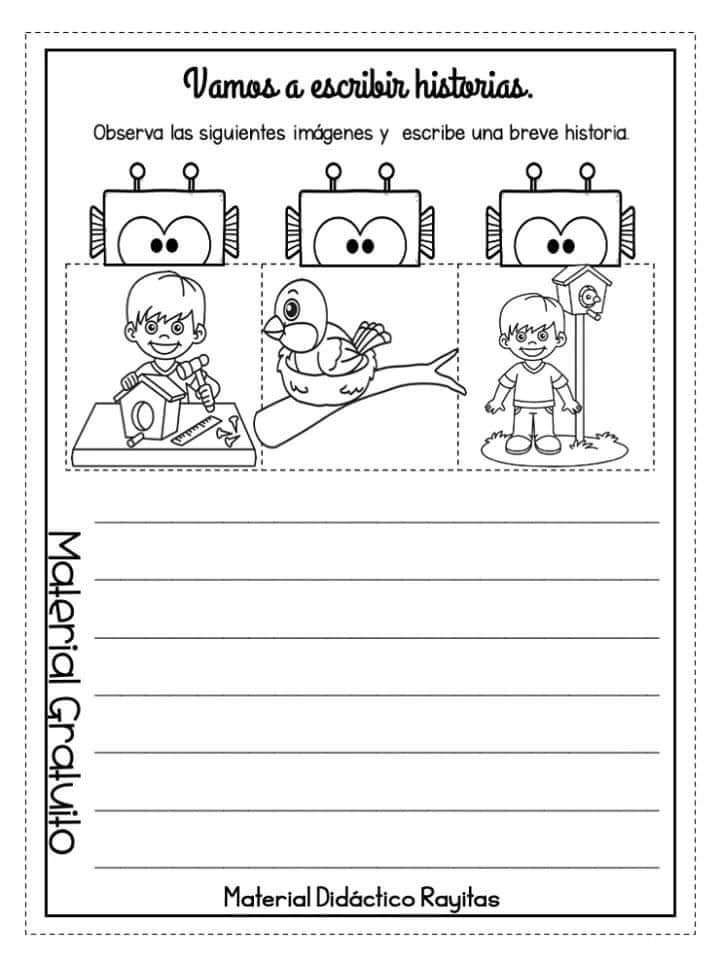 Vamos a escribir historias.
Observa las siguientes imágenes y escribe una breve historia.
Material Gratuito
Material Didáctico Rayitas